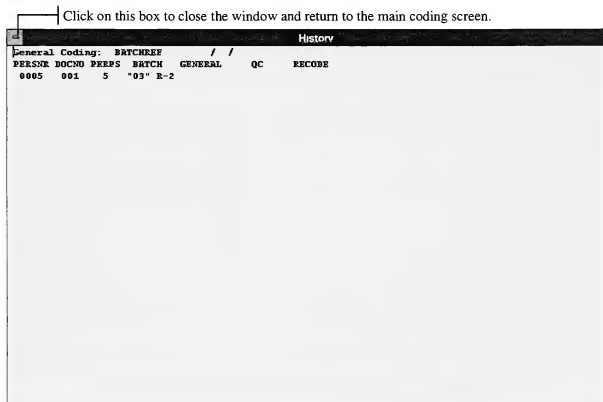 Click on this box to close the window and return to the main coding screen.
History
General Coding: BATCHREF / /
PERSNR DOCNO PERPS BATCH GENERAL QC RECODE
0005 001 5 "03" R-2